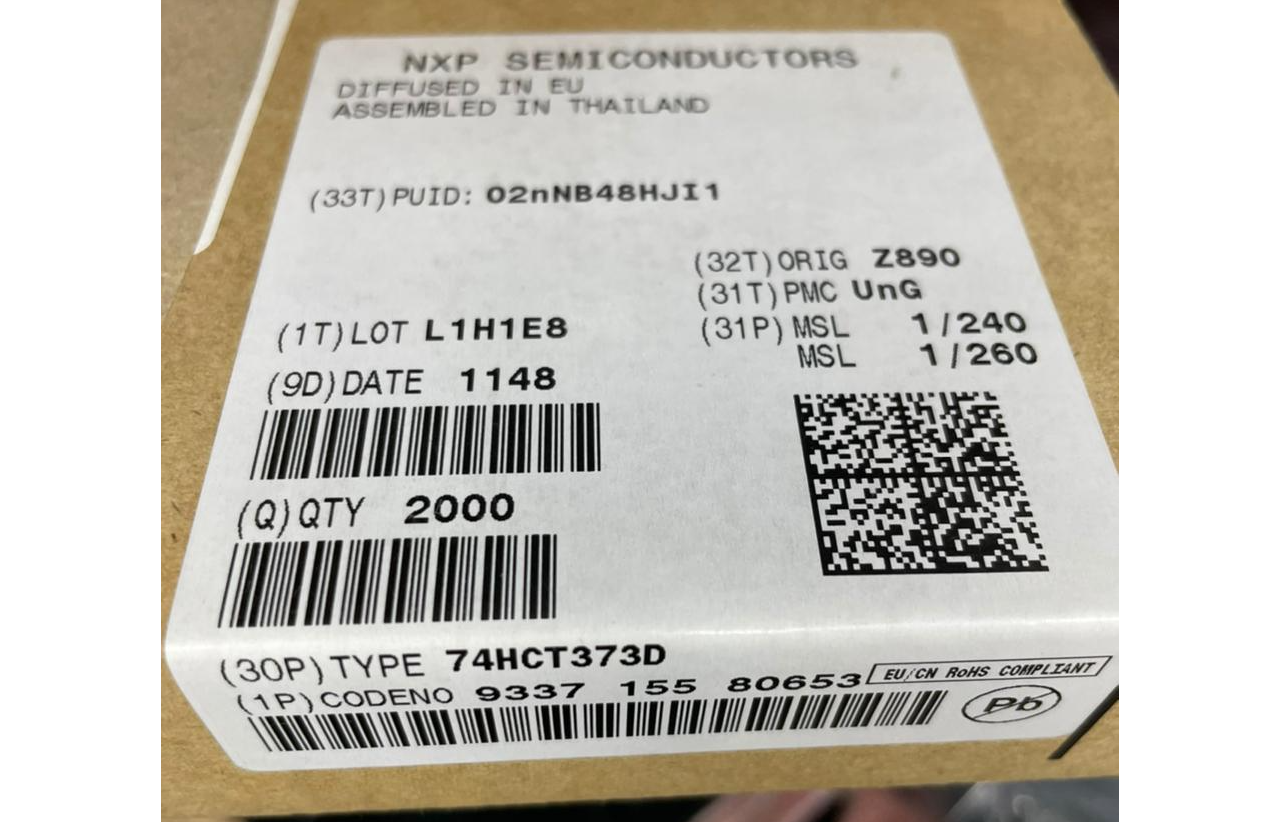 NXP SEMICONDUCTORS
DIFFUSED IN EU
ASSEMBLED IN THAILAND
(33T)PUID: 02nNB48HJI1
(32T)ORIG Z890
(31T)PMC UnG
(31P)MSL 1/240
MSL 1/260
(1T)LOT L1H1E8
(9D)DATE 1148
(Q)QTY 2000
(30P)TYPE 74HCT373D
(1P)CODENO 9337 155 80653
EU/CN RoHS COMPLIANT
Pb